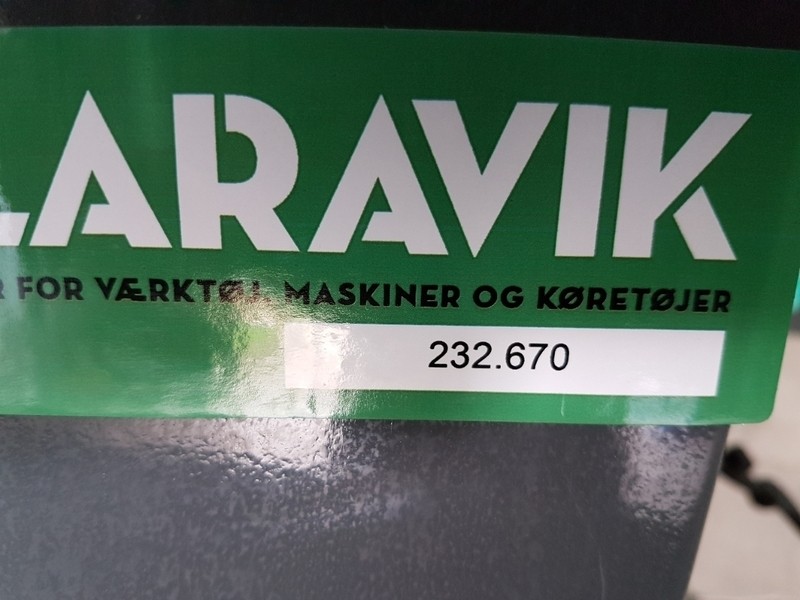 LARAVIK
R FOR VÆRKTØJ, MASKINER OG KØRETØJER
232.670